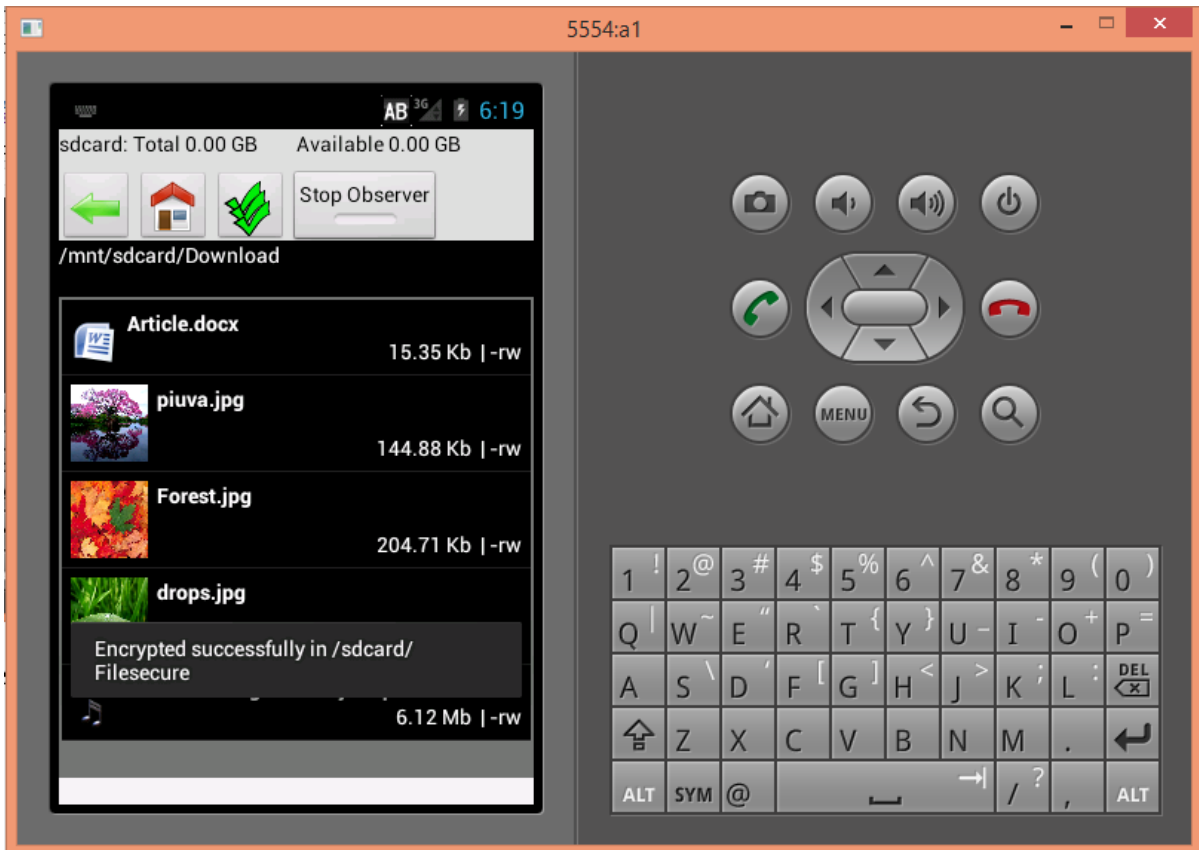 5554:a1
AB 3G 6:19
sdcard: Total 0.00 GB Available 0.00 GB
Stop Observer
/mnt/sdcard/Download
Article.docx
15.35 Kb | -rw
piuva.jpg
144.88 Kb | -rw
Forest.jpg
204.71 Kb | -rw
drops.jpg
Encrypted successfully in /sdcard/
Filesecure
6.12 Mb | -rw
MENU
1 ! 2 @ 3 # 4 $ 5 % 6 ^ 7 & 8 * 9 ( 0 )
Q | W ~ E " R ` T { Y } U - I - O + P =
A S \ D ' F [ G ] H < J > K ; L : DEL
Z X C V B N M .
ALT SYM @ / ? , ALT